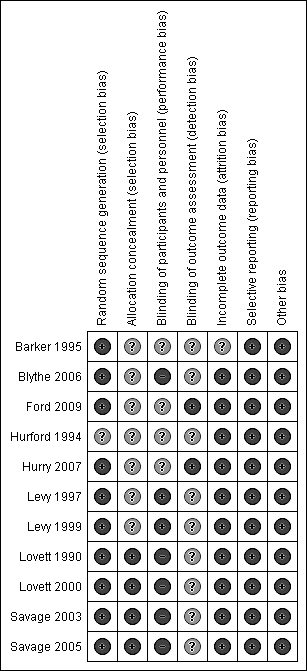 Random sequence generation (selection bias)
Allocation concealment (selection bias)
Blinding of participants and personnel (performance bias)
Blinding of outcome assessment (detection bias)
Incomplete outcome data (attrition bias)
Selective reporting (reporting bias)
Other bias
Barker 1995 + ? ? ? ? + +
Blythe 2006 + ? - ? + + +
Ford 2009 + ? ? + + + +
Hurford 1994 ? ? ? ? + + +
Hurry 2007 + ? ? + + + +
Levy 1997 + ? + ? + + +
Levy 1999 + ? + ? + + +
Lovett 1990 + + - ? + + +
Lovett 2000 + + - ? + + +
Savage 2003 + + - ? + + +
Savage 2005 + + - ? + + +